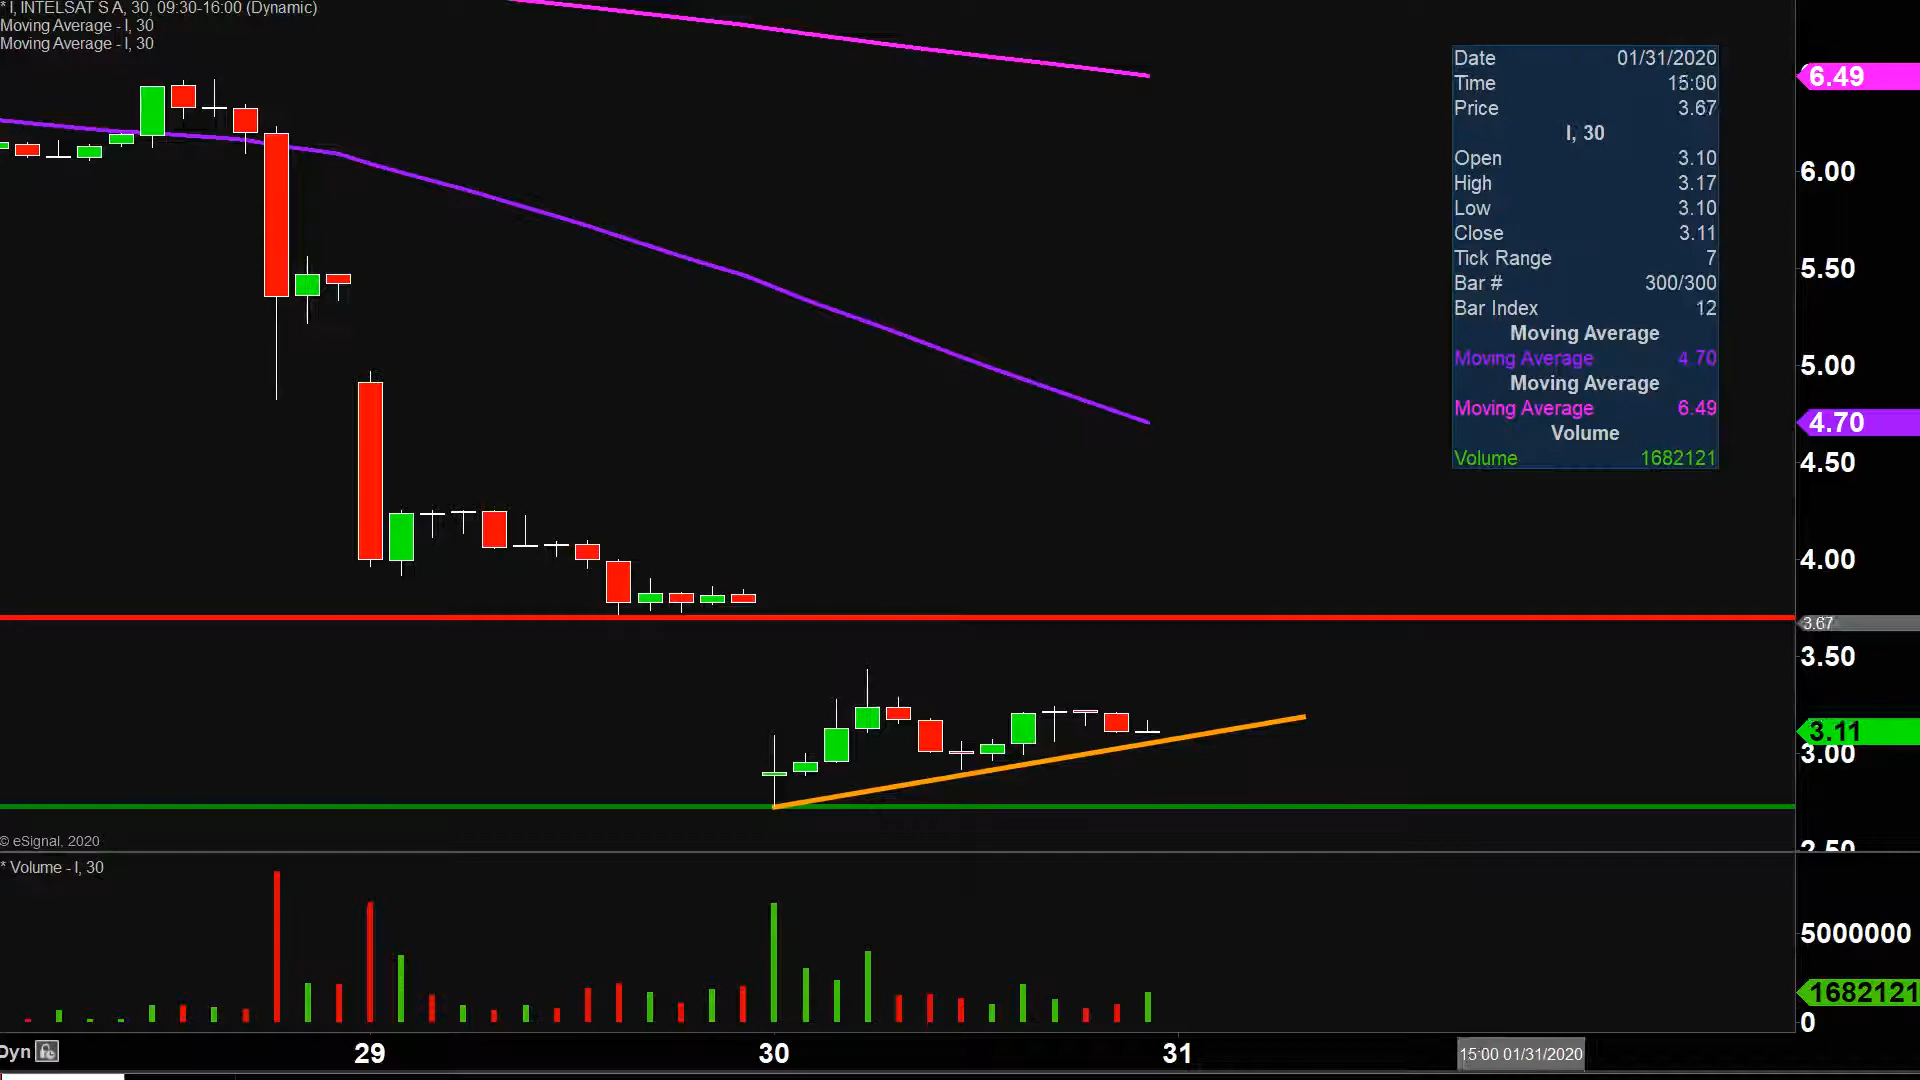 * I, INTELSAT S A, 30, 09:30-16:00 (Dynamic)
Moving Average - I, 30
Moving Average - I, 30
Date 01/31/2020
Time 15:00
Price 3.67
I, 30
Open 3.10
High 3.17
Low 3.10
Close 3.11
Tick Range 7
Bar # 300/300
Bar Index 12
Moving Average
Moving Average 4.70
Moving Average
Moving Average 6.49
Volume
Volume 1682121
6.49
6.00
5.50
5.00
4.70
4.50
4.00
3.67
3.50
3.11
3.00
2.50
© eSignal, 2020
* Volume - I, 30
5000000
1682121
0
Dyn
29
30
31
15:00 01/31/2020